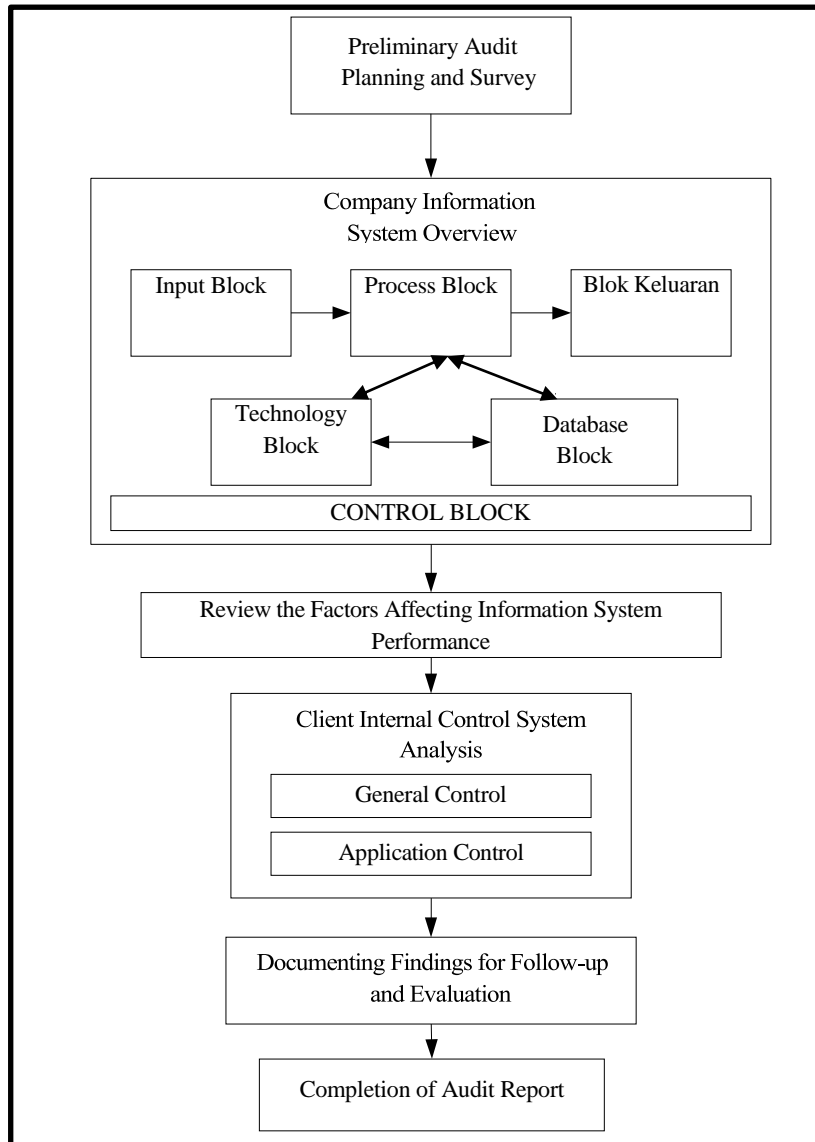 Preliminary Audit
Planning and Survey
Company Information
System Overview
Input Block
Process Block
Blok Keluaran
Technology
Block
Database
Block
CONTROL BLOCK
Review the Factors Affecting Information System
Performance
Client Internal Control System
Analysis
General Control
Application Control
Documenting Findings for Follow-up
and Evaluation
Completion of Audit Report